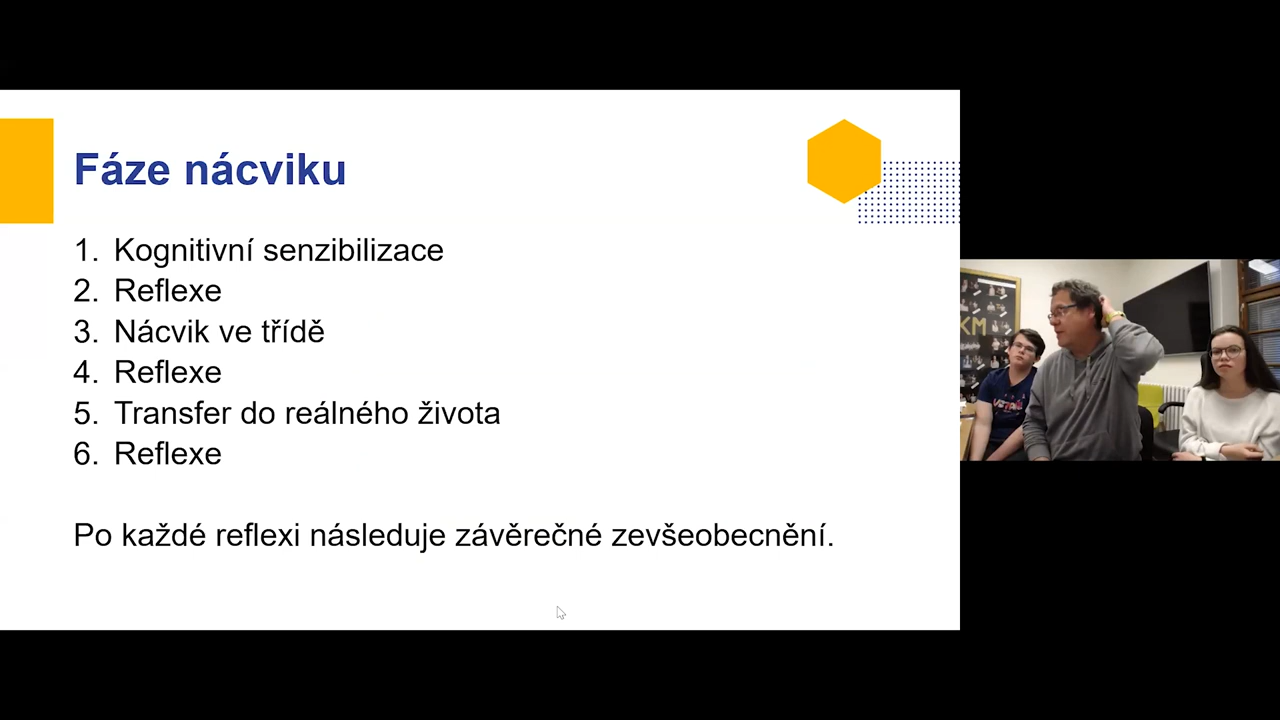 Fáze nácviku
1. Kognitivní senzibilizace
2. Reflexe
3. Nácvik ve třídě
4. Reflexe
5. Transfer do reálného života
6. Reflexe
Po každé reflexi následuje závěrečné zevšeobecnění.
KM